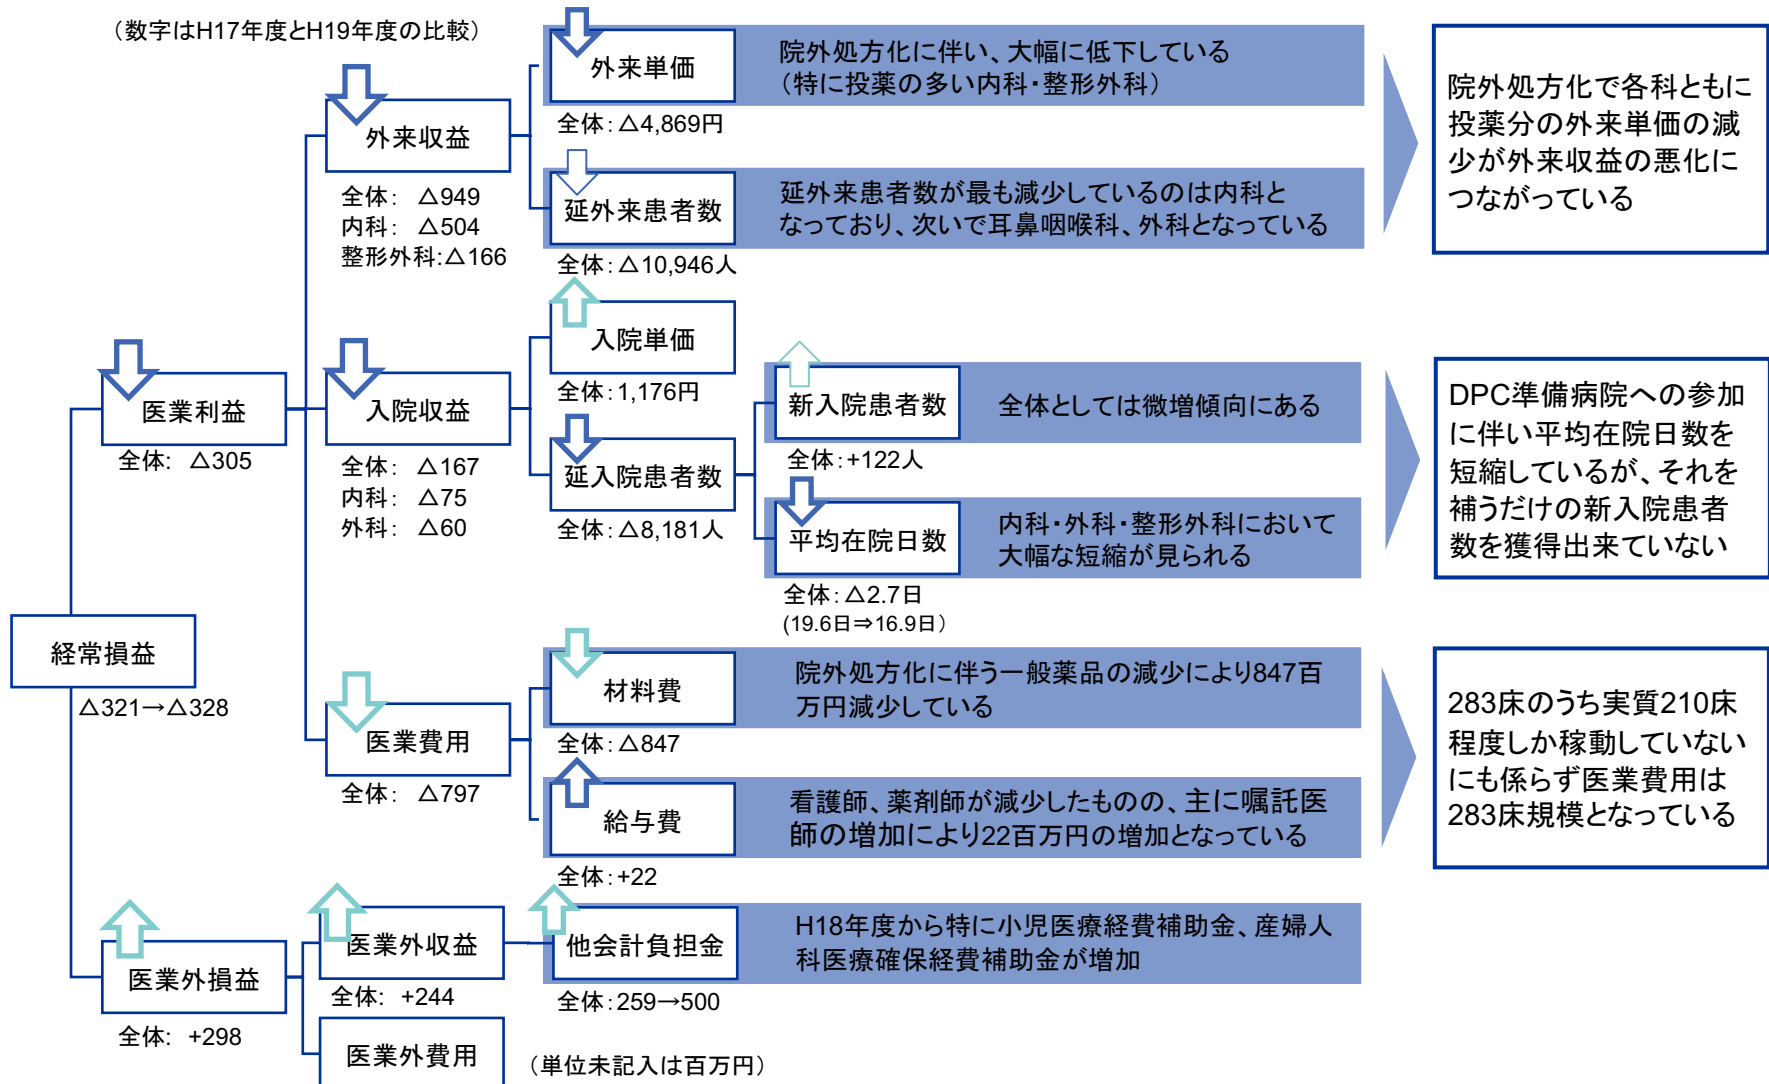 （数字はH17年度とH19年度の比較）
外来単価
院外処方化に伴い、大幅に低下している
（特に投薬の多い内科・整形外科）
全体：△4,869円
外来収益
全体： △949
内科： △504
整形外科:△166
延外来患者数
延外来患者数が最も減少しているのは内科と
なっており、次いで耳鼻咽喉科、外科となっている
全体：△10,946人
院外処方化で各科ともに
投薬分の外来単価の減
少が外来収益の悪化に
つながっている
入院単価
全体：1,176円
医業利益
全体： △305
入院収益
全体： △167
内科： △75
外科： △60
延入院患者数
全体：△8,181人
新入院患者数
全体としては微増傾向にある
全体：+122人
平均在院日数
内科・外科・整形外科において
大幅な短縮が見られる
全体：△2.7日
(19.6日⇒16.9日）
DPC準備病院への参加
に伴い平均在院日数を
短縮しているが、それを
補うだけの新入院患者
数を獲得出来ていない
経常損益
△321→△328
材料費
院外処方化に伴う一般薬品の減少により847百
万円減少している
全体：△847
医業費用
全体： △797
給与費
看護師、薬剤師が減少したものの、主に嘱託医
師の増加により22百万円の増加となっている
全体：+22
283床のうち実質210床
程度しか稼動していない
にも係らず医業費用は
283床規模となっている
医業外損益
全体： +298
医業外収益
全体： +244
他会計負担金
H18年度から特に小児医療経費補助金、産婦人
科医療確保経費補助金が増加
全体：259→500
医業外費用
（単位未記入は百万円）